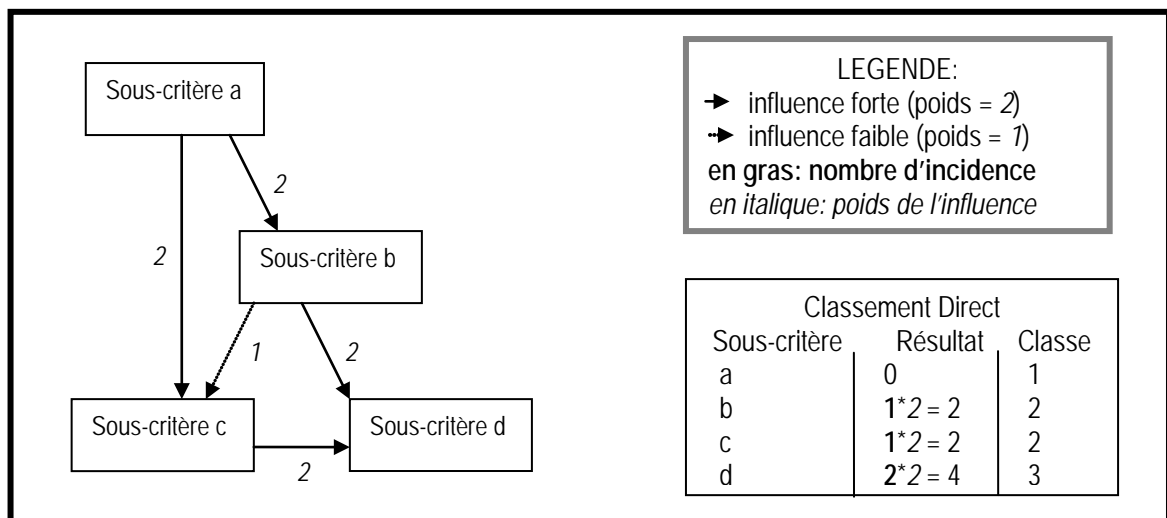 Sous-critère a
2
2
Sous-critère b
1
2
Sous-critère c
Sous-critère d
2
LEGENDE:
influence forte (poids = 2)
influence faible (poids = 1)
en gras: nombre d'incidence
en italique: poids de l'influence
Classement Direct
Sous-critère Résultat Classe
a 0 1
b 1*2 = 2 2
c 1*2 = 2 2
d 2*2 = 4 3